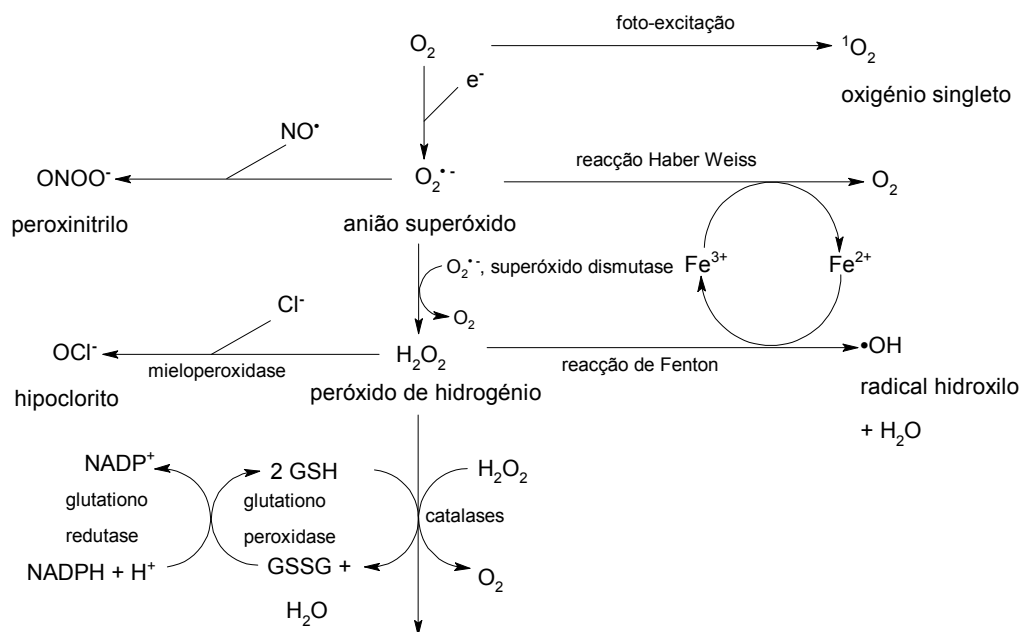 foto-excitação
O₂
¹O₂
e⁻
oxigénio singleto
NO•
reacção Haber Weiss
ONOO⁻
O₂•⁻
O₂
peroxinitrilo
anião superóxido
O₂•⁻, superóxido dismutase
Fe³⁺
Fe²⁺
Cl⁻
O₂
OCl⁻
H₂O₂
•OH
mieloperoxidase
reacção de Fenton
hipoclorito
peróxido de hidrogénio
radical hidroxilo
+ H₂O
NADP⁺
2 GSH
H₂O₂
glutationo
redutase
glutationo
peroxidase
catalases
NADPH + H⁺
GSSG +
H₂O
O₂